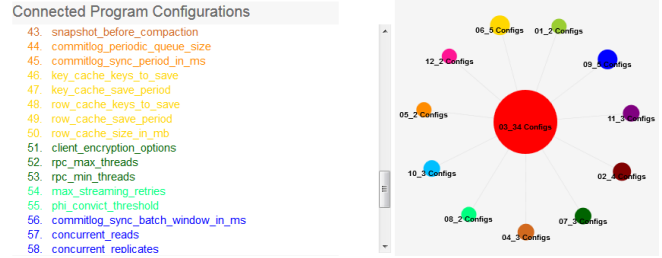 Connected Program Configurations
43. snapshot_before_compaction
44. commitlog_periodic_queue_size
45. commitlog_sync_period_in_ms
46. key_cache_keys_to_save
47. key_cache_save_period
48. row_cache_keys_to_save
49. row_cache_save_period
50. row_cache_size_in_mb
51. client_encryption_options
52. rpc_max_threads
53. rpc_min_threads
54. max_streaming_retries
55. phi_convict_threshold
56. commitlog_sync_batch_window_in_ms
57. concurrent_reads
58. concurrent_replicates
06_5 Configs
01_2 Configs
12_2 Configs
09_5 Configs
05_2 Configs
11_3 Configs
03_34 Configs
10_3 Configs
02_4 Configs
08_2 Configs
07_3 Configs
04_3 Configs